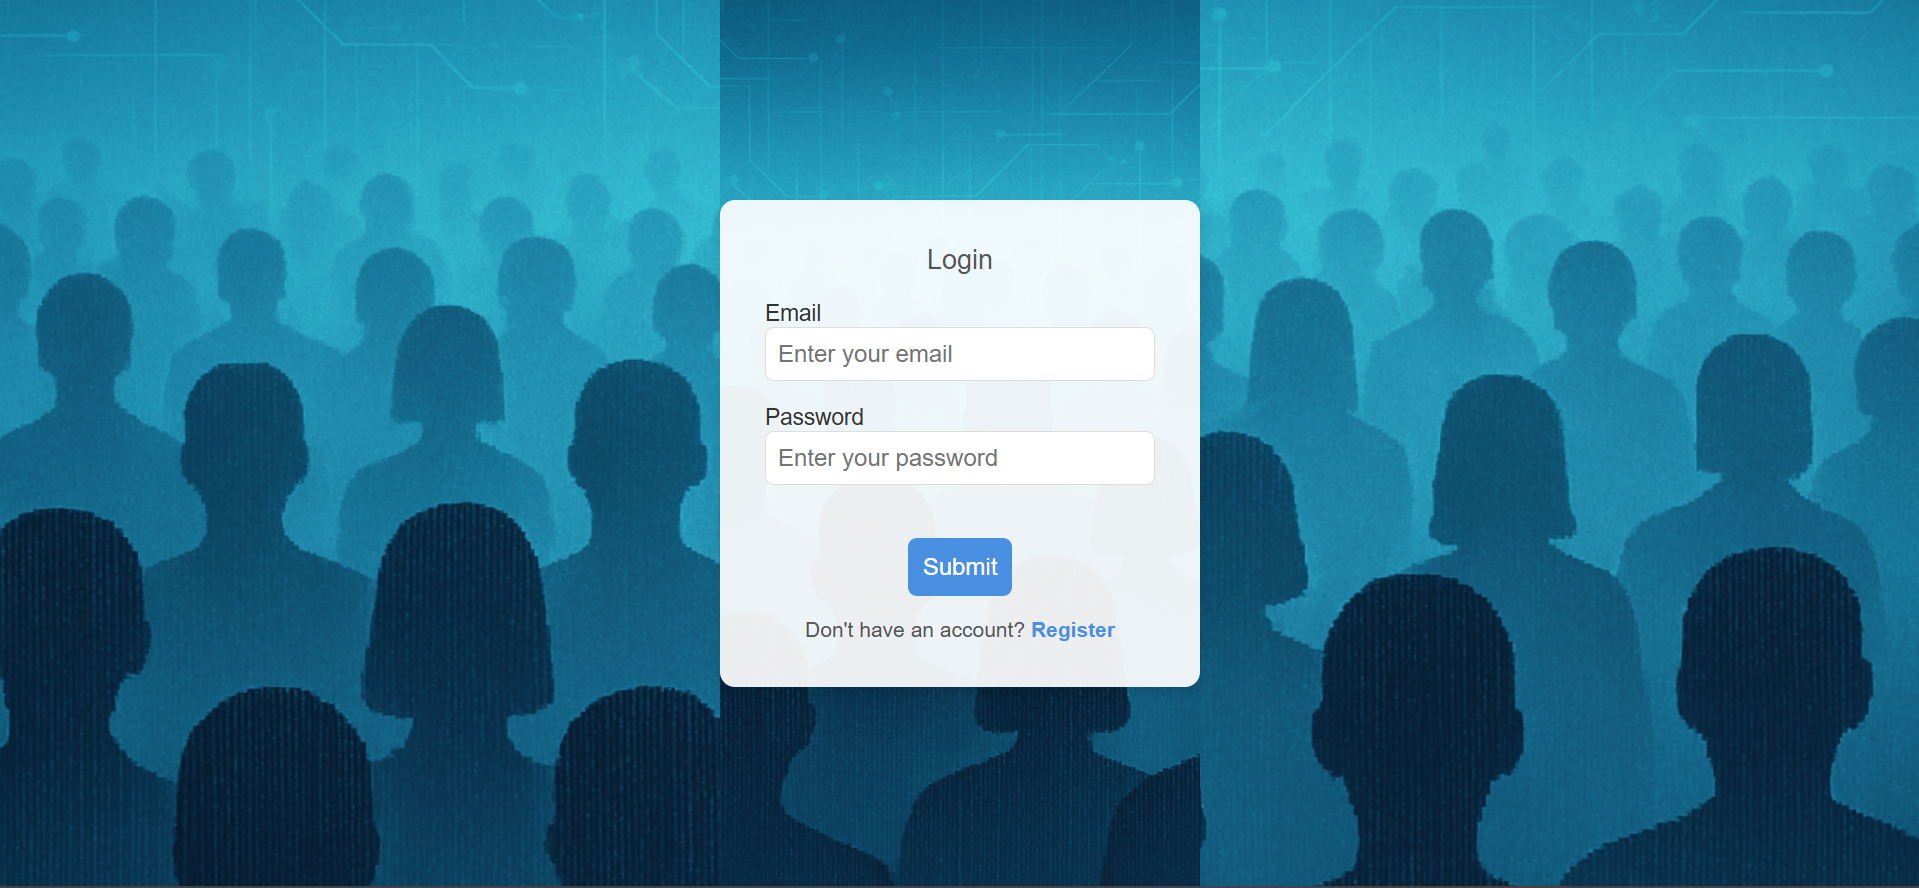 Login
Email
Enter your email
Password
Enter your password
Submit
Don't have an account? Register